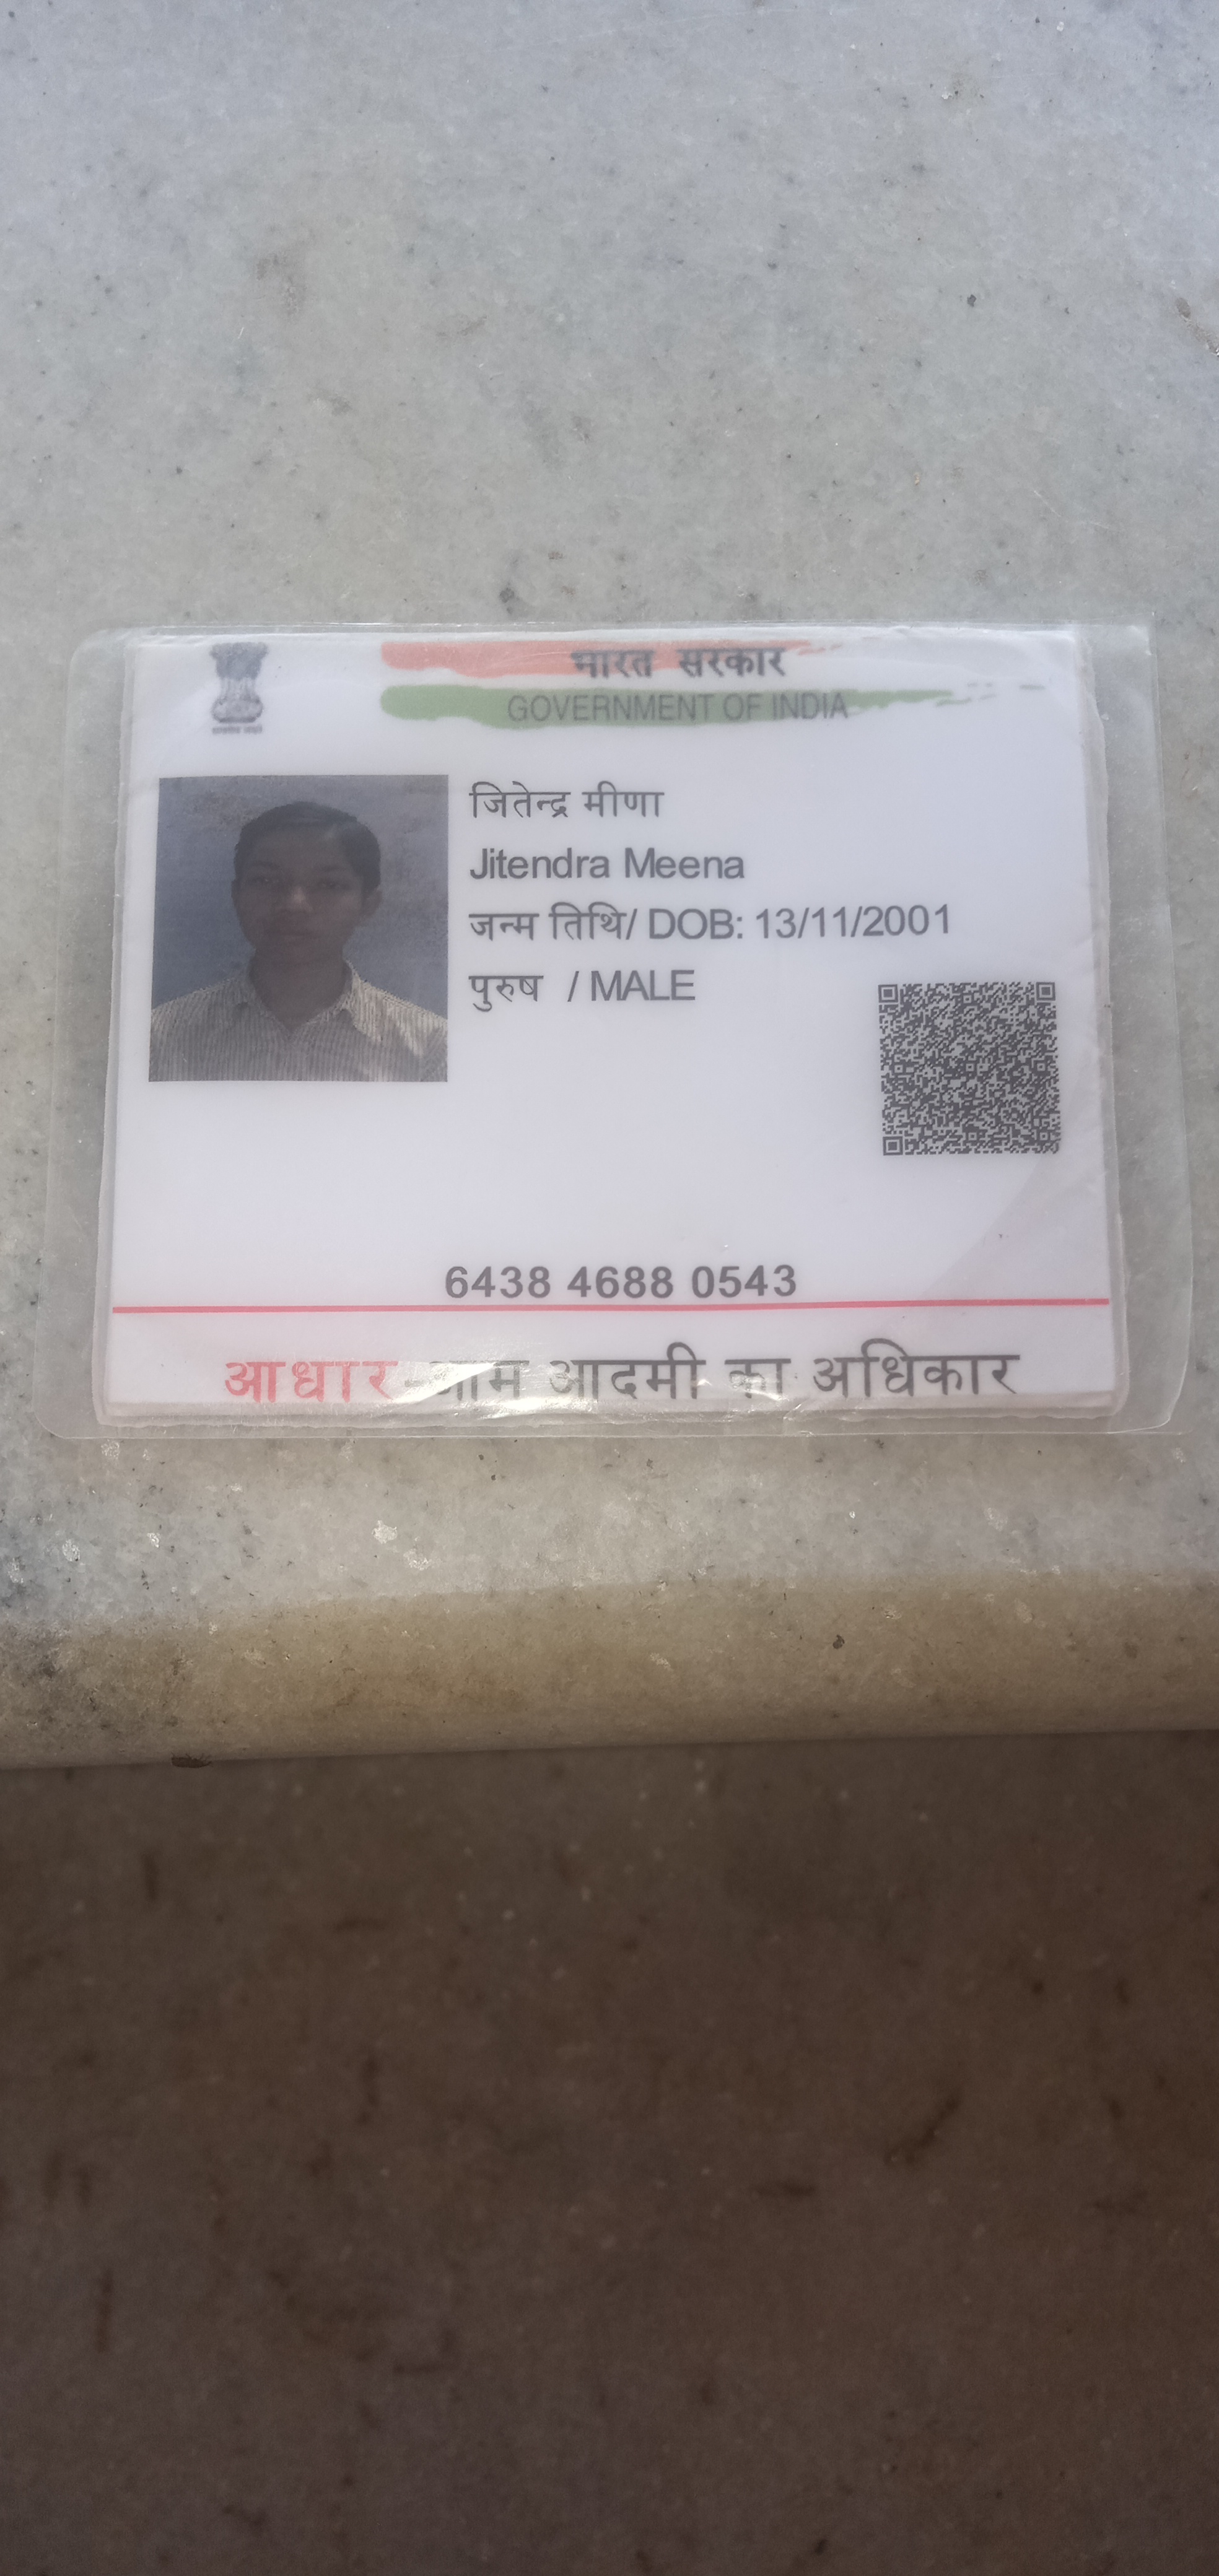 भारत सरकार
GOVERNMENT OF INDIA
जितेन्द्र मीणा
Jitendra Meena
जन्म तिथि/ DOB: 13/11/2001
पुरुष / MALE
6438 4688 0543
आधार-आम आदमी का अधिकार